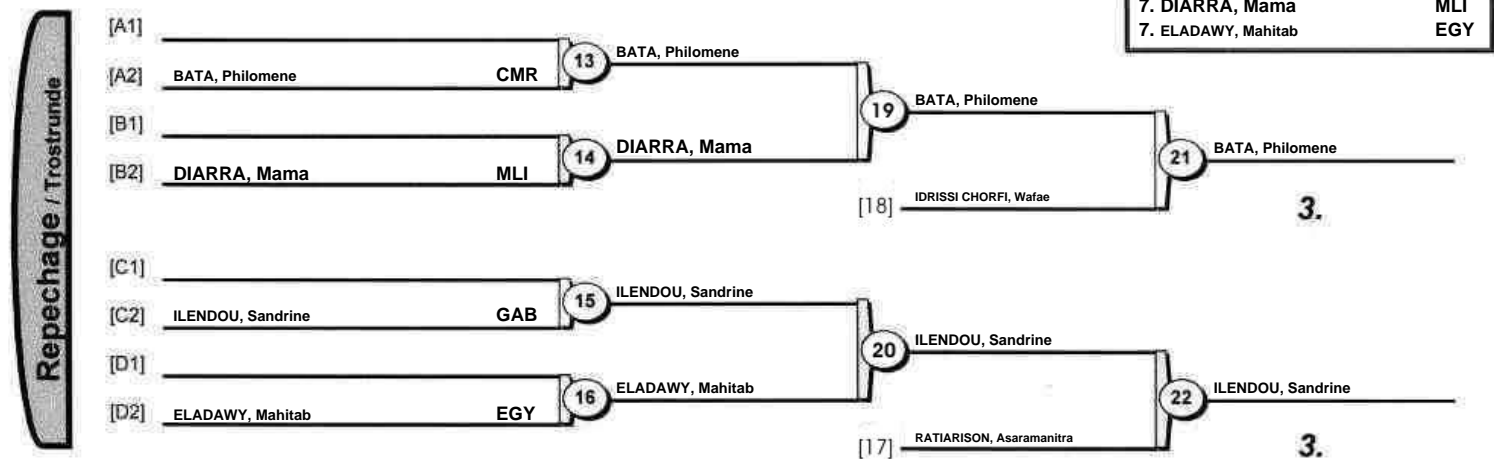 7. DIARRA, Mama MLI
7. ELADAWY, Mahitab EGY
Repechage / Trostrunde
[A1]
[A2] BATA, Philomene CMR
13 BATA, Philomene
[B1]
[B2] DIARRA, Mama MLI
14 DIARRA, Mama
19 BATA, Philomene
[18] IDRISSI CHORFI, Wafae
21 BATA, Philomene
3.
[C1]
[C2] ILENDOU, Sandrine GAB
15 ILENDOU, Sandrine
[D1]
[D2] ELADAWY, Mahitab EGY
16 ELADAWY, Mahitab
20 ILENDOU, Sandrine
[17] RATIARISON, Asaramanitra
22 ILENDOU, Sandrine
3.